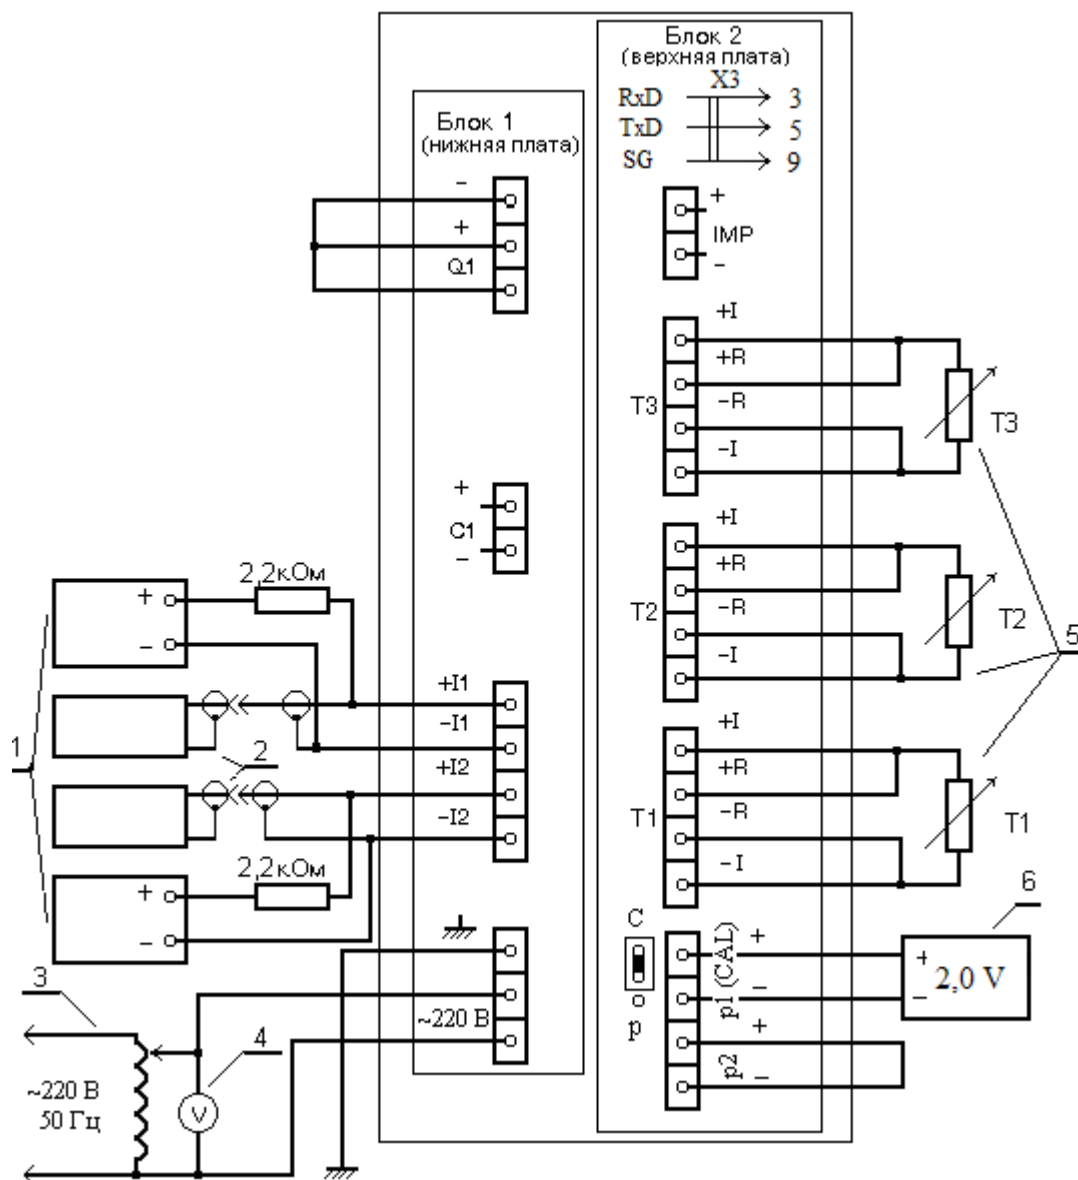 Блок 2
(верхняя плата)
X3
RxD 3
TxD 5
SG 9
Блок 1
(нижняя плата)
–
+
Q1
+
IMP
–
+I
+R
–R
–I
T3
T3
+
C1
–
+I
+R
–R
–I
T2
T2
5
2,2кОм
+
–
+I1
–I1
+I2
–I2
1
2
2,2кОм
+
–
+I
+R
–R
–I
T1
T1
6
C
p
p1 (CAL)
+
–
+
–
2,0 V
p2
+
–
3
4
~220 В
~220 В
50 Гц
V